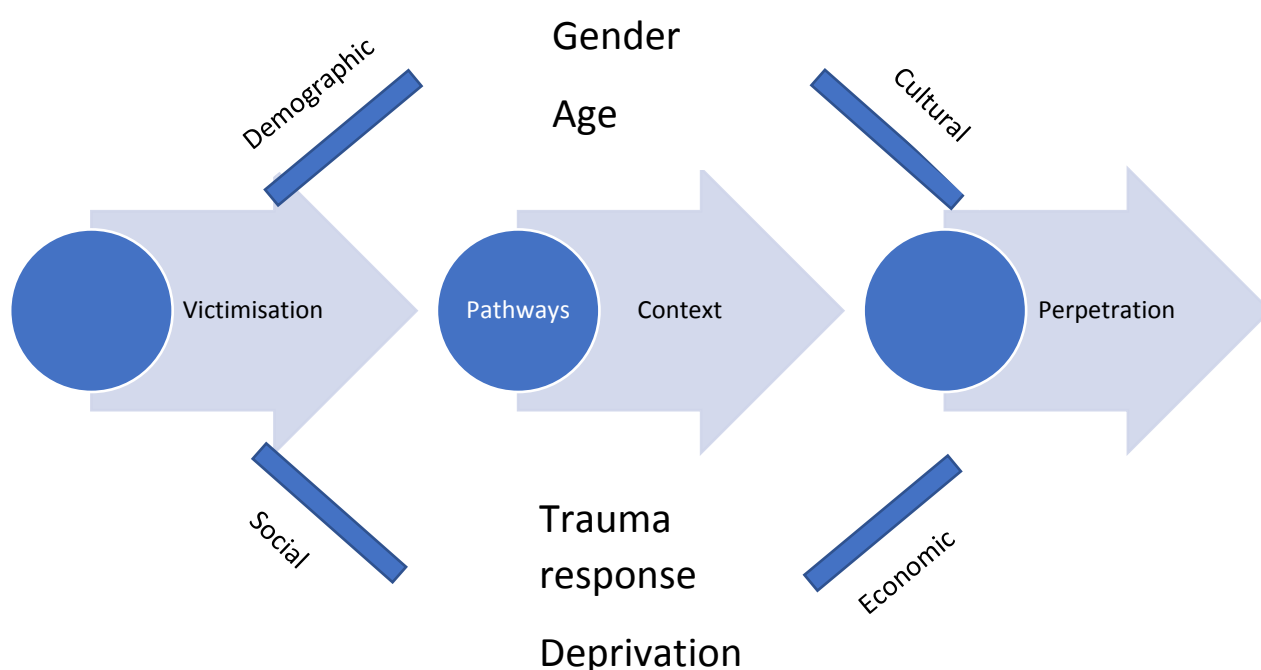 Gender
Demographic
Cultural
Age
Victimisation
Pathways
Context
Perpetration
Social
Trauma
response
Economic
Deprivation